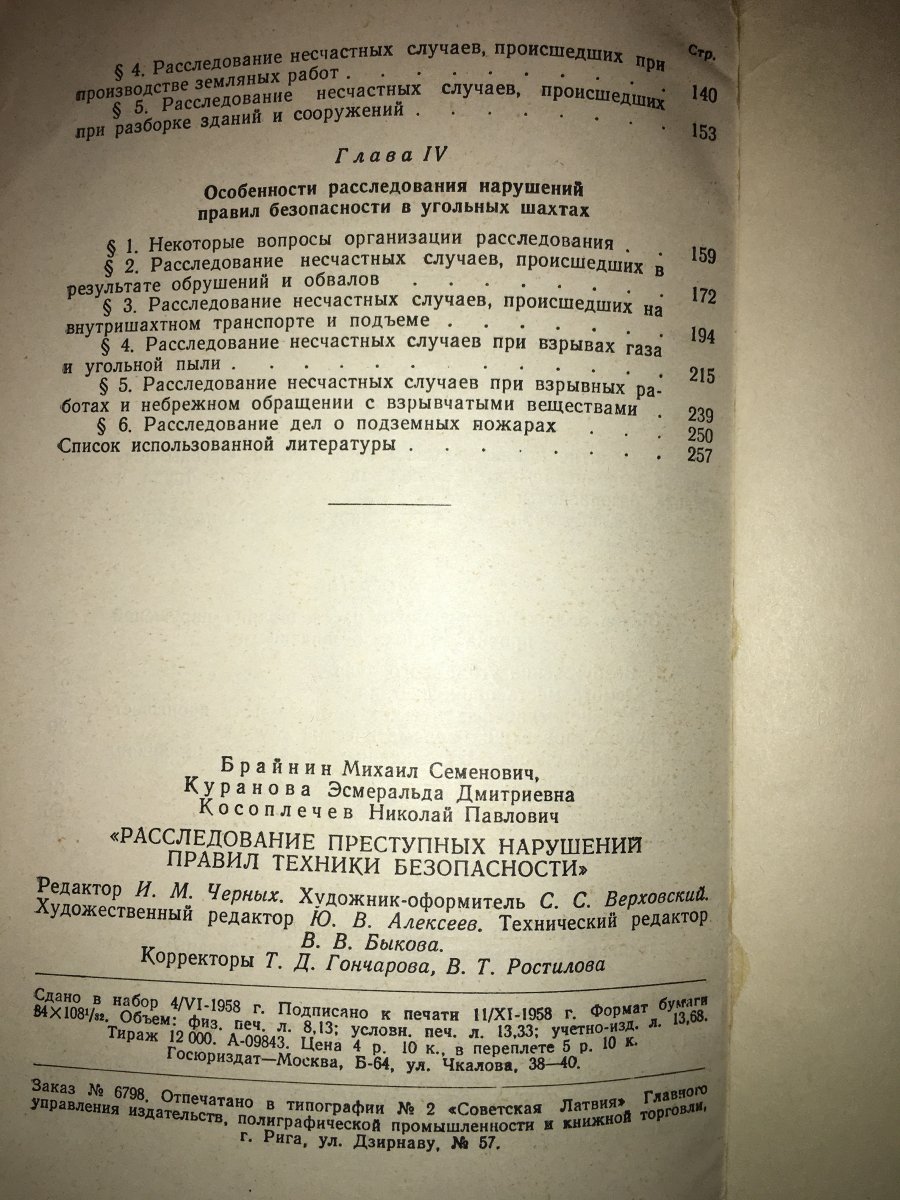 Стр.
§ 4. Расследование несчастных случаев, происшедших при
производстве земляных работ . . . . . . . . 140
§ 5. Расследование несчастных случаев, происшедших
при разборке зданий и сооружений . . . . . . . 153
Глава IV
Особенности расследования нарушений
правил безопасности в угольных шахтах
§ 1. Некоторые вопросы организации расследования . . 159
§ 2. Расследование несчастных случаев, происшедших в
результате обрушений и обвалов . . . . . . . 172
§ 3. Расследование несчастных случаев, происшедших на
внутришахтном транспорте и подъеме . . . . . . 194
§ 4. Расследование несчастных случаев при взрывах газа
и угольной пыли . . . . . . . . . . . 215
§ 5. Расследование несчастных случаев при взрывных ра-
ботах и небрежном обращении с взрывчатыми веществами . 239
§ 6. Расследование дел о подземных пожарах . . . 250
Список использованной литературы . . . . . . . 257
Брайнин Михаил Семенович,
Куранова Эсмеральда Дмитриевна
Косоплечев Николай Павлович
«РАССЛЕДОВАНИЕ ПРЕСТУПНЫХ НАРУШЕНИЙ
ПРАВИЛ ТЕХНИКИ БЕЗОПАСНОСТИ»
Редактор И. М. Черных. Художник-оформитель С. С. Верховский.
Художественный редактор Ю. В. Алексеев. Технический редактор
В. В. Быкова.
Корректоры Т. Д. Гончарова, В. Т. Ростилова
Сдано в набор 4/VI-1958 г. Подписано к печати 11/XI-1958 г. Формат бумаги
84×108¹/₃₂. Объем: физ. печ. л. 8,13; условн. печ. л. 13,33; учетно-изд. л. 13,68.
Тираж 12 000. А-09843. Цена 4 р. 10 к., в переплете 5 р. 10 к.
Госюриздат—Москва, Б-64, ул. Чкалова, 38—40.
Заказ № 6798. Отпечатано в типографии № 2 «Советская Латвия» Главного
управления издательств, полиграфической промышленности и книжной торговли,
г. Рига, ул. Дзирнаву, № 57.